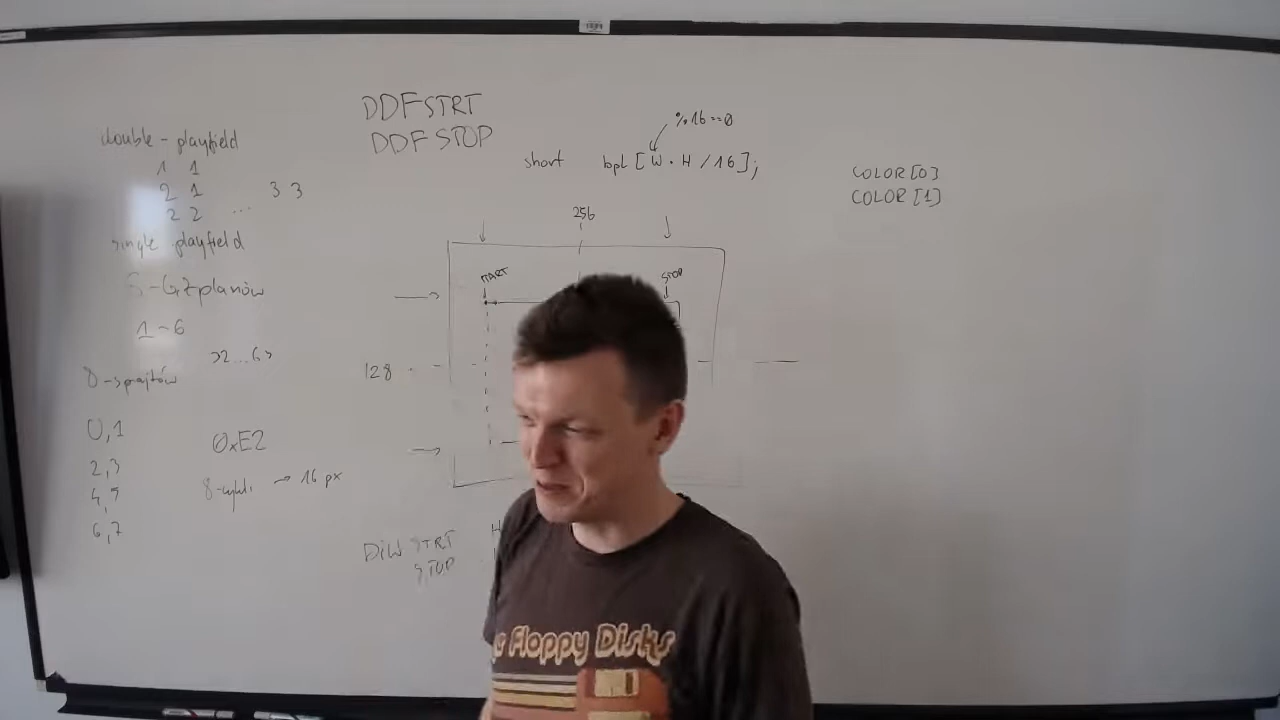 DDFSTRT
DDF STOP
double - playfield
1 1
2 1
2 2 ... 3 3
single playfield
1 - 6
8-sprajtów
0,1
2,3
4,5
6,7
0xE2
→ 16 px
%16==0
short bpl [W · H / 16];
COLOR [0]
COLOR [1]
256
START
STOP
128
DiW STRT
STOP
H
Floppy Disks